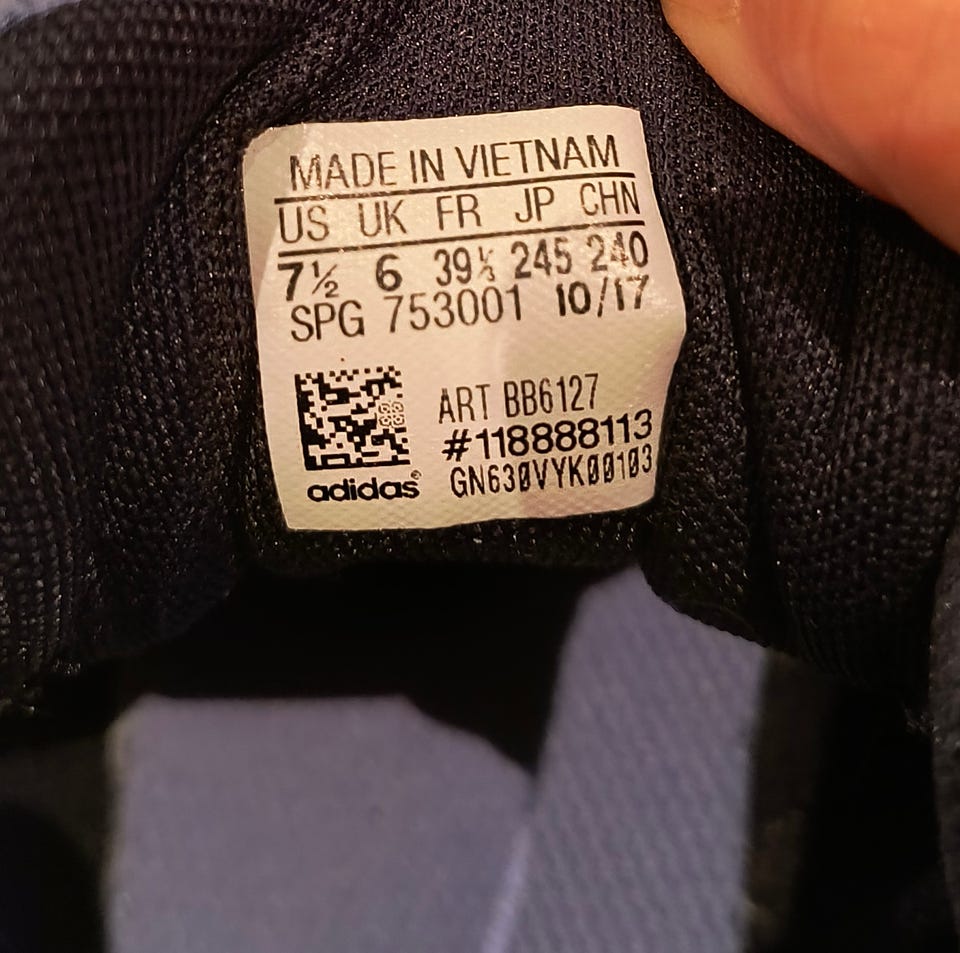 MADE IN VIETNAM
US UK FR JP CHN
7½ 6 39⅓ 245 240
SPG 753001 10/17
ART BB6127
#118888113
GN630VYK00103
adidas®